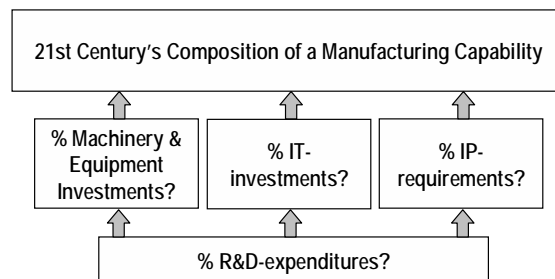 21st Century's Composition of a Manufacturing Capability
% Machinery &
Equipment
Investments?
% IT-
investments?
% IP-
requirements?
% R&D-expenditures?